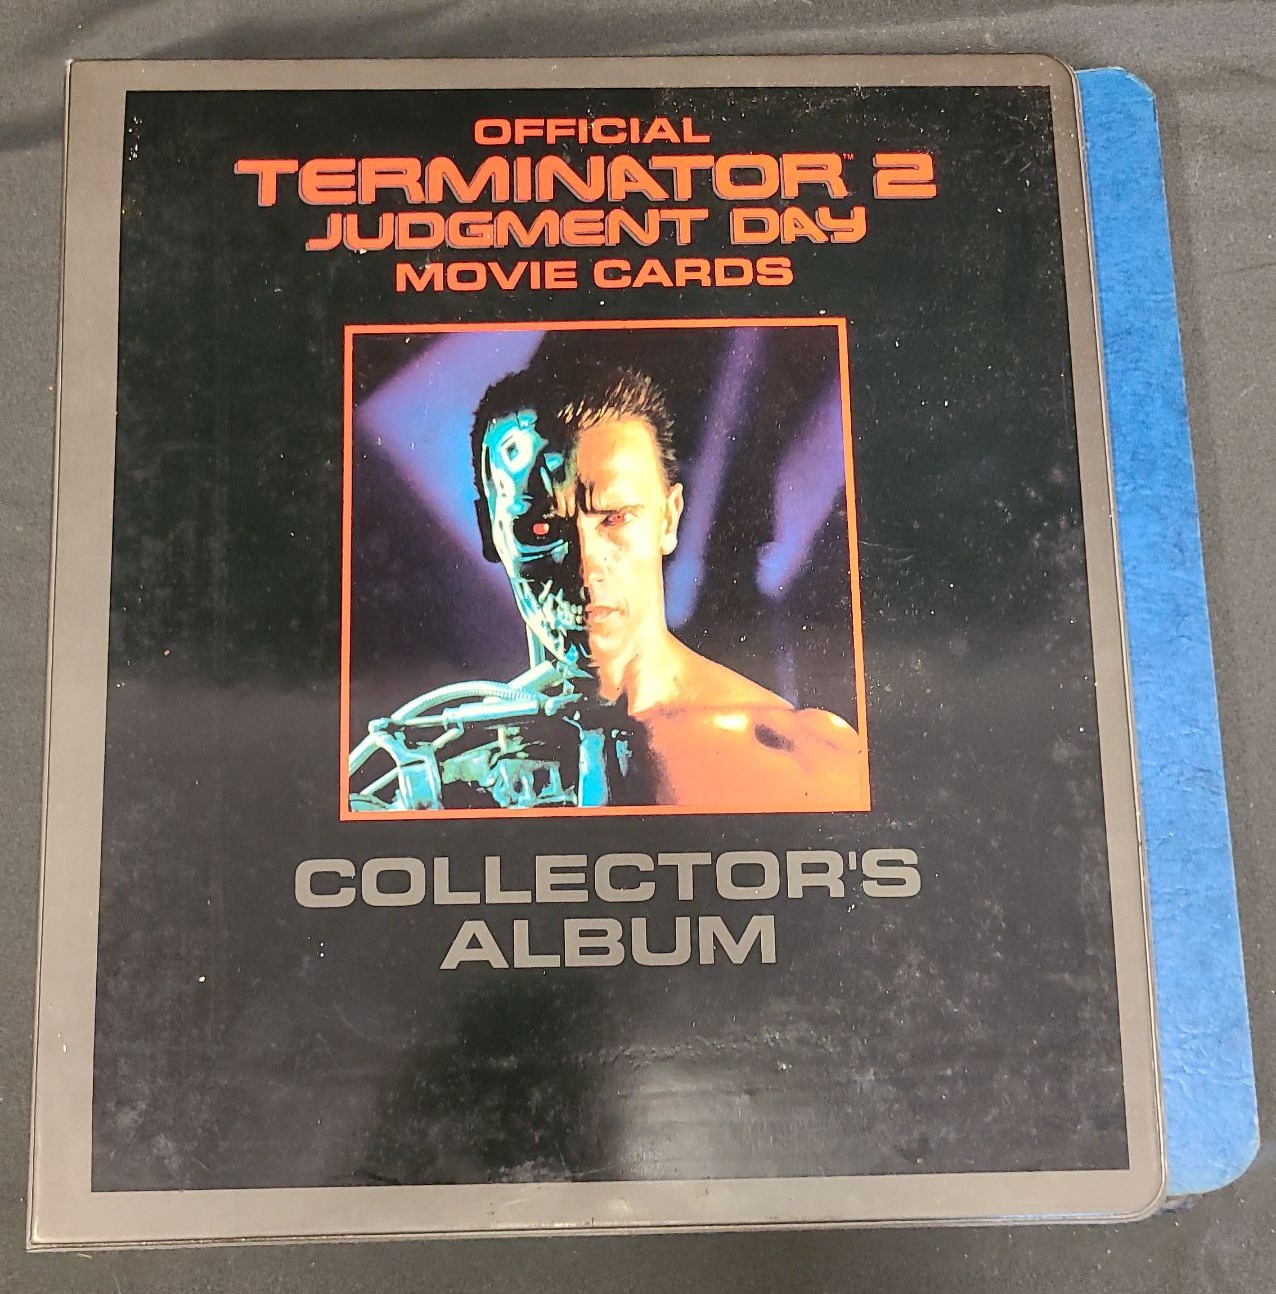 OFFICIAL
TERMINATOR™ 2
JUDGMENT DAY
MOVIE CARDS
COLLECTOR'S
ALBUM